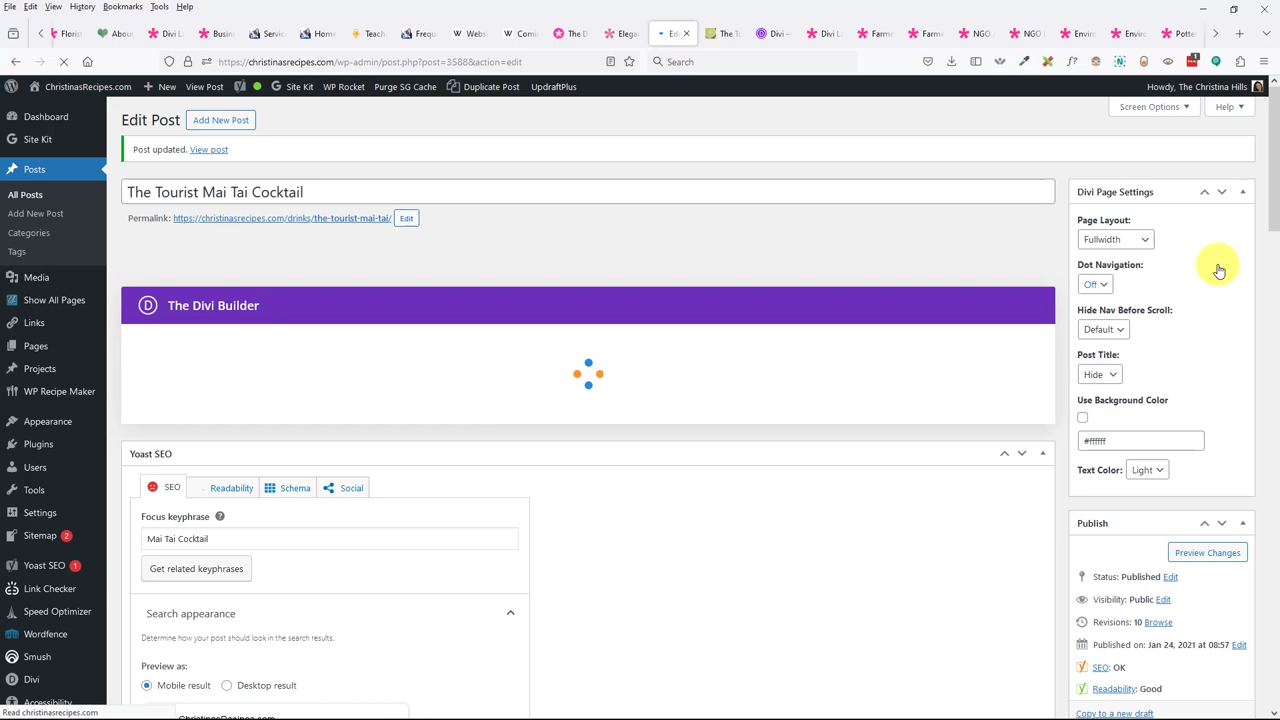 File Edit View History Bookmarks Tools Help
Florist Abou Divi L Busin Servi Home Teach Frequ Websit Comin The D Elega Edi The T Divi — Divi L Farme Farme NGO NGO Envir Envir Potte
https://christinasrecipes.com/wp-admin/post.php?post=3588&action=edit Search
ChristinasRecipes.com New View Post Site Kit WP Rocket Purge SG Cache Duplicate Post UpdraftPlus Howdy, The Christina Hills
Screen Options Help
Dashboard
Site Kit
Posts
All Posts
Add New Post
Categories
Tags
Media
Show All Pages
Links
Pages
Projects
WP Recipe Maker
Appearance
Plugins
Users
Tools
Settings
Sitemap 2
Yoast SEO 1
Link Checker
Speed Optimizer
Wordfence
Smush
Divi
Accessibility
Read christinasrecipes.com
Edit Post Add New Post
Post updated. View post
The Tourist Mai Tai Cocktail
Permalink: https://christinasrecipes.com/drinks/the-tourist-mai-tai/ Edit
D The Divi Builder
Yoast SEO
SEO Readability Schema Social
Focus keyphrase ?
Mai Tai Cocktail
Get related keyphrases
Search appearance
Determine how your post should look in the search results.
Preview as:
Mobile result Desktop result
ChristinasRecipes.com
Divi Page Settings
Page Layout:
Fullwidth
Dot Navigation:
Off
Hide Nav Before Scroll:
Default
Post Title:
Hide
Use Background Color
#ffffff
Text Color: Light
Publish
Preview Changes
Status: Published Edit
Visibility: Public Edit
Revisions: 10 Browse
Published on: Jan 24, 2021 at 08:57 Edit
SEO: OK
Readability: Good
Copy to a new draft